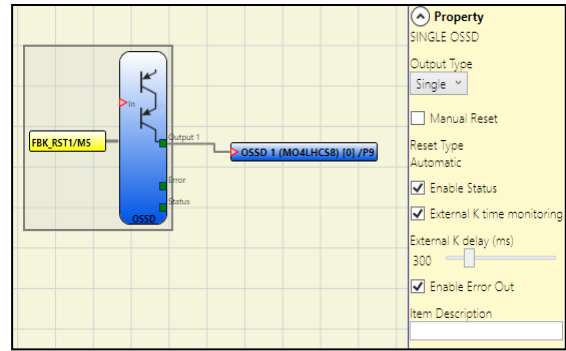 In
FBK_RST1/M5
Output 1
OSSD 1 (MO4LHCS8) [0] /P9
Error
Status
OSSD
Property
SINGLE OSSD
Output Type
Single
Manual Reset
Reset Type
Automatic
Enable Status
External K time monitoring
External K delay (ms)
300
Enable Error Out
Item Description